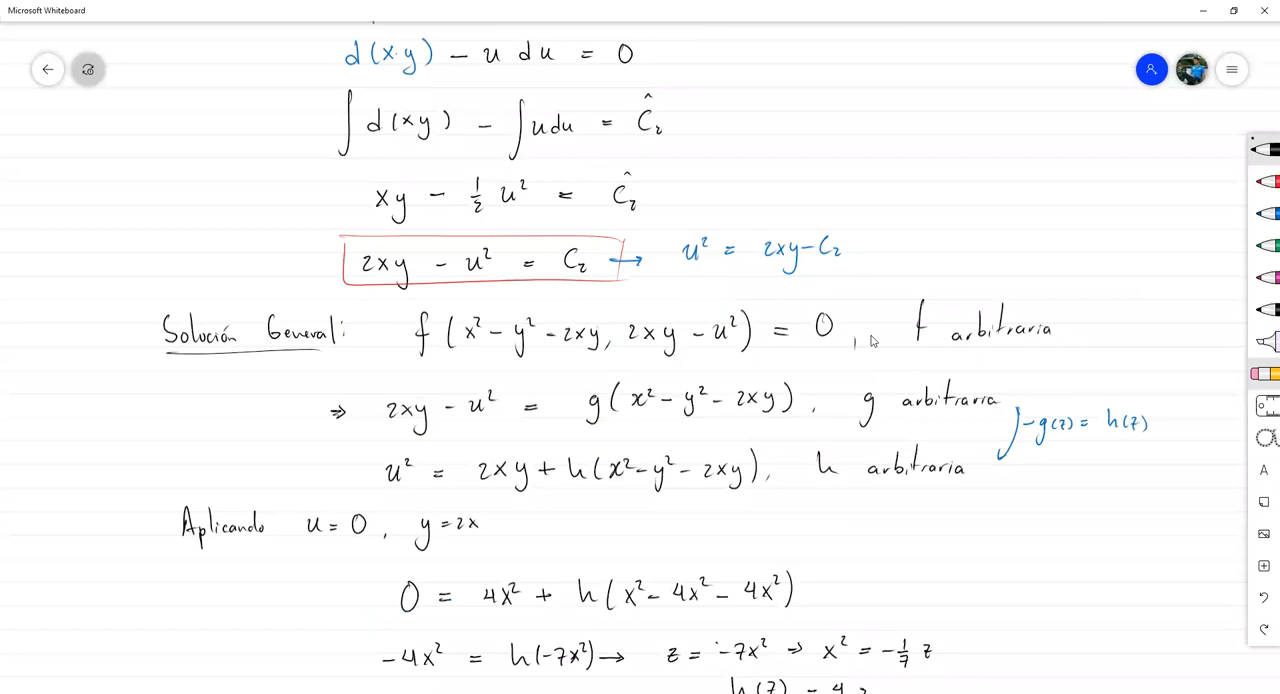 Microsoft Whiteboard
d(x·y) - u du = 0
∫ d(xy) - ∫ u du = Ĉ₂
xy - 1/2 u² = Ĉ₂
2xy - u² = C₂ → u² = 2xy - C₂
Solución General: f(x² - y² - 2xy, 2xy - u²) = 0, f arbitraria
⇒ 2xy - u² = g(x² - y² - 2xy), g arbitraria
-g(z) = h(z)
u² = 2xy + h(x² - y² - 2xy), h arbitraria
Aplicando u = 0, y = 2x
0 = 4x² + h(x² - 4x² - 4x²)
-4x² = h(-7x²) → z = -7x² ⇒ x² = -1/7 z
A